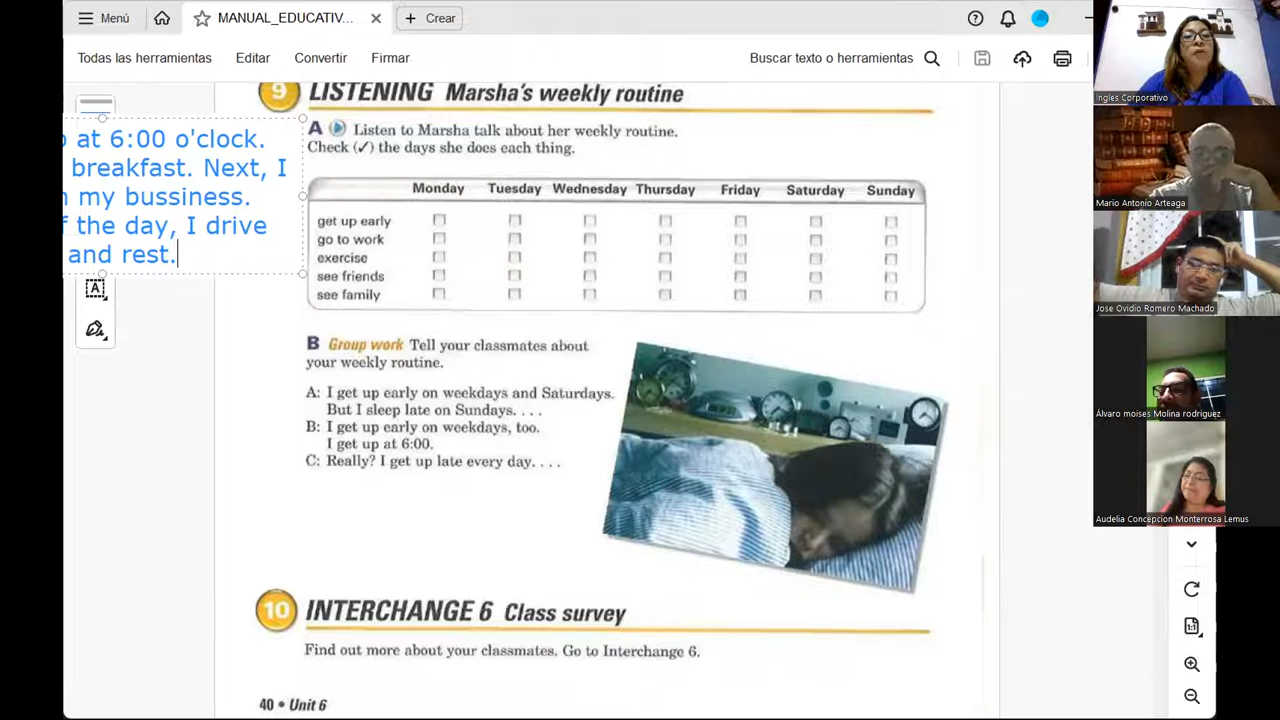 Menú
MANUAL_EDUCATIV...
Crear
Todas las herramientas
Editar
Convertir
Firmar
Buscar texto o herramientas
at 6:00 o'clock.
breakfast. Next, I
my bussiness.
the day, I drive
and rest.
9 LISTENING Marsha's weekly routine
A Listen to Marsha talk about her weekly routine.
Check (✓) the days she does each thing.
Monday Tuesday Wednesday Thursday Friday Saturday Sunday
get up early
go to work
exercise
see friends
see family
B Group work Tell your classmates about
your weekly routine.
A: I get up early on weekdays and Saturdays.
But I sleep late on Sundays. . . .
B: I get up early on weekdays, too.
I get up at 6:00.
C: Really? I get up late every day. . . .
10 INTERCHANGE 6 Class survey
Find out more about your classmates. Go to Interchange 6.
40 • Unit 6
Ingles Corporativo
Mario Antonio Arteaga
Jose Ovidio Romero Machado
Álvaro moises Molina rodriguez
Audelia Concepcion Monterrosa Lemus